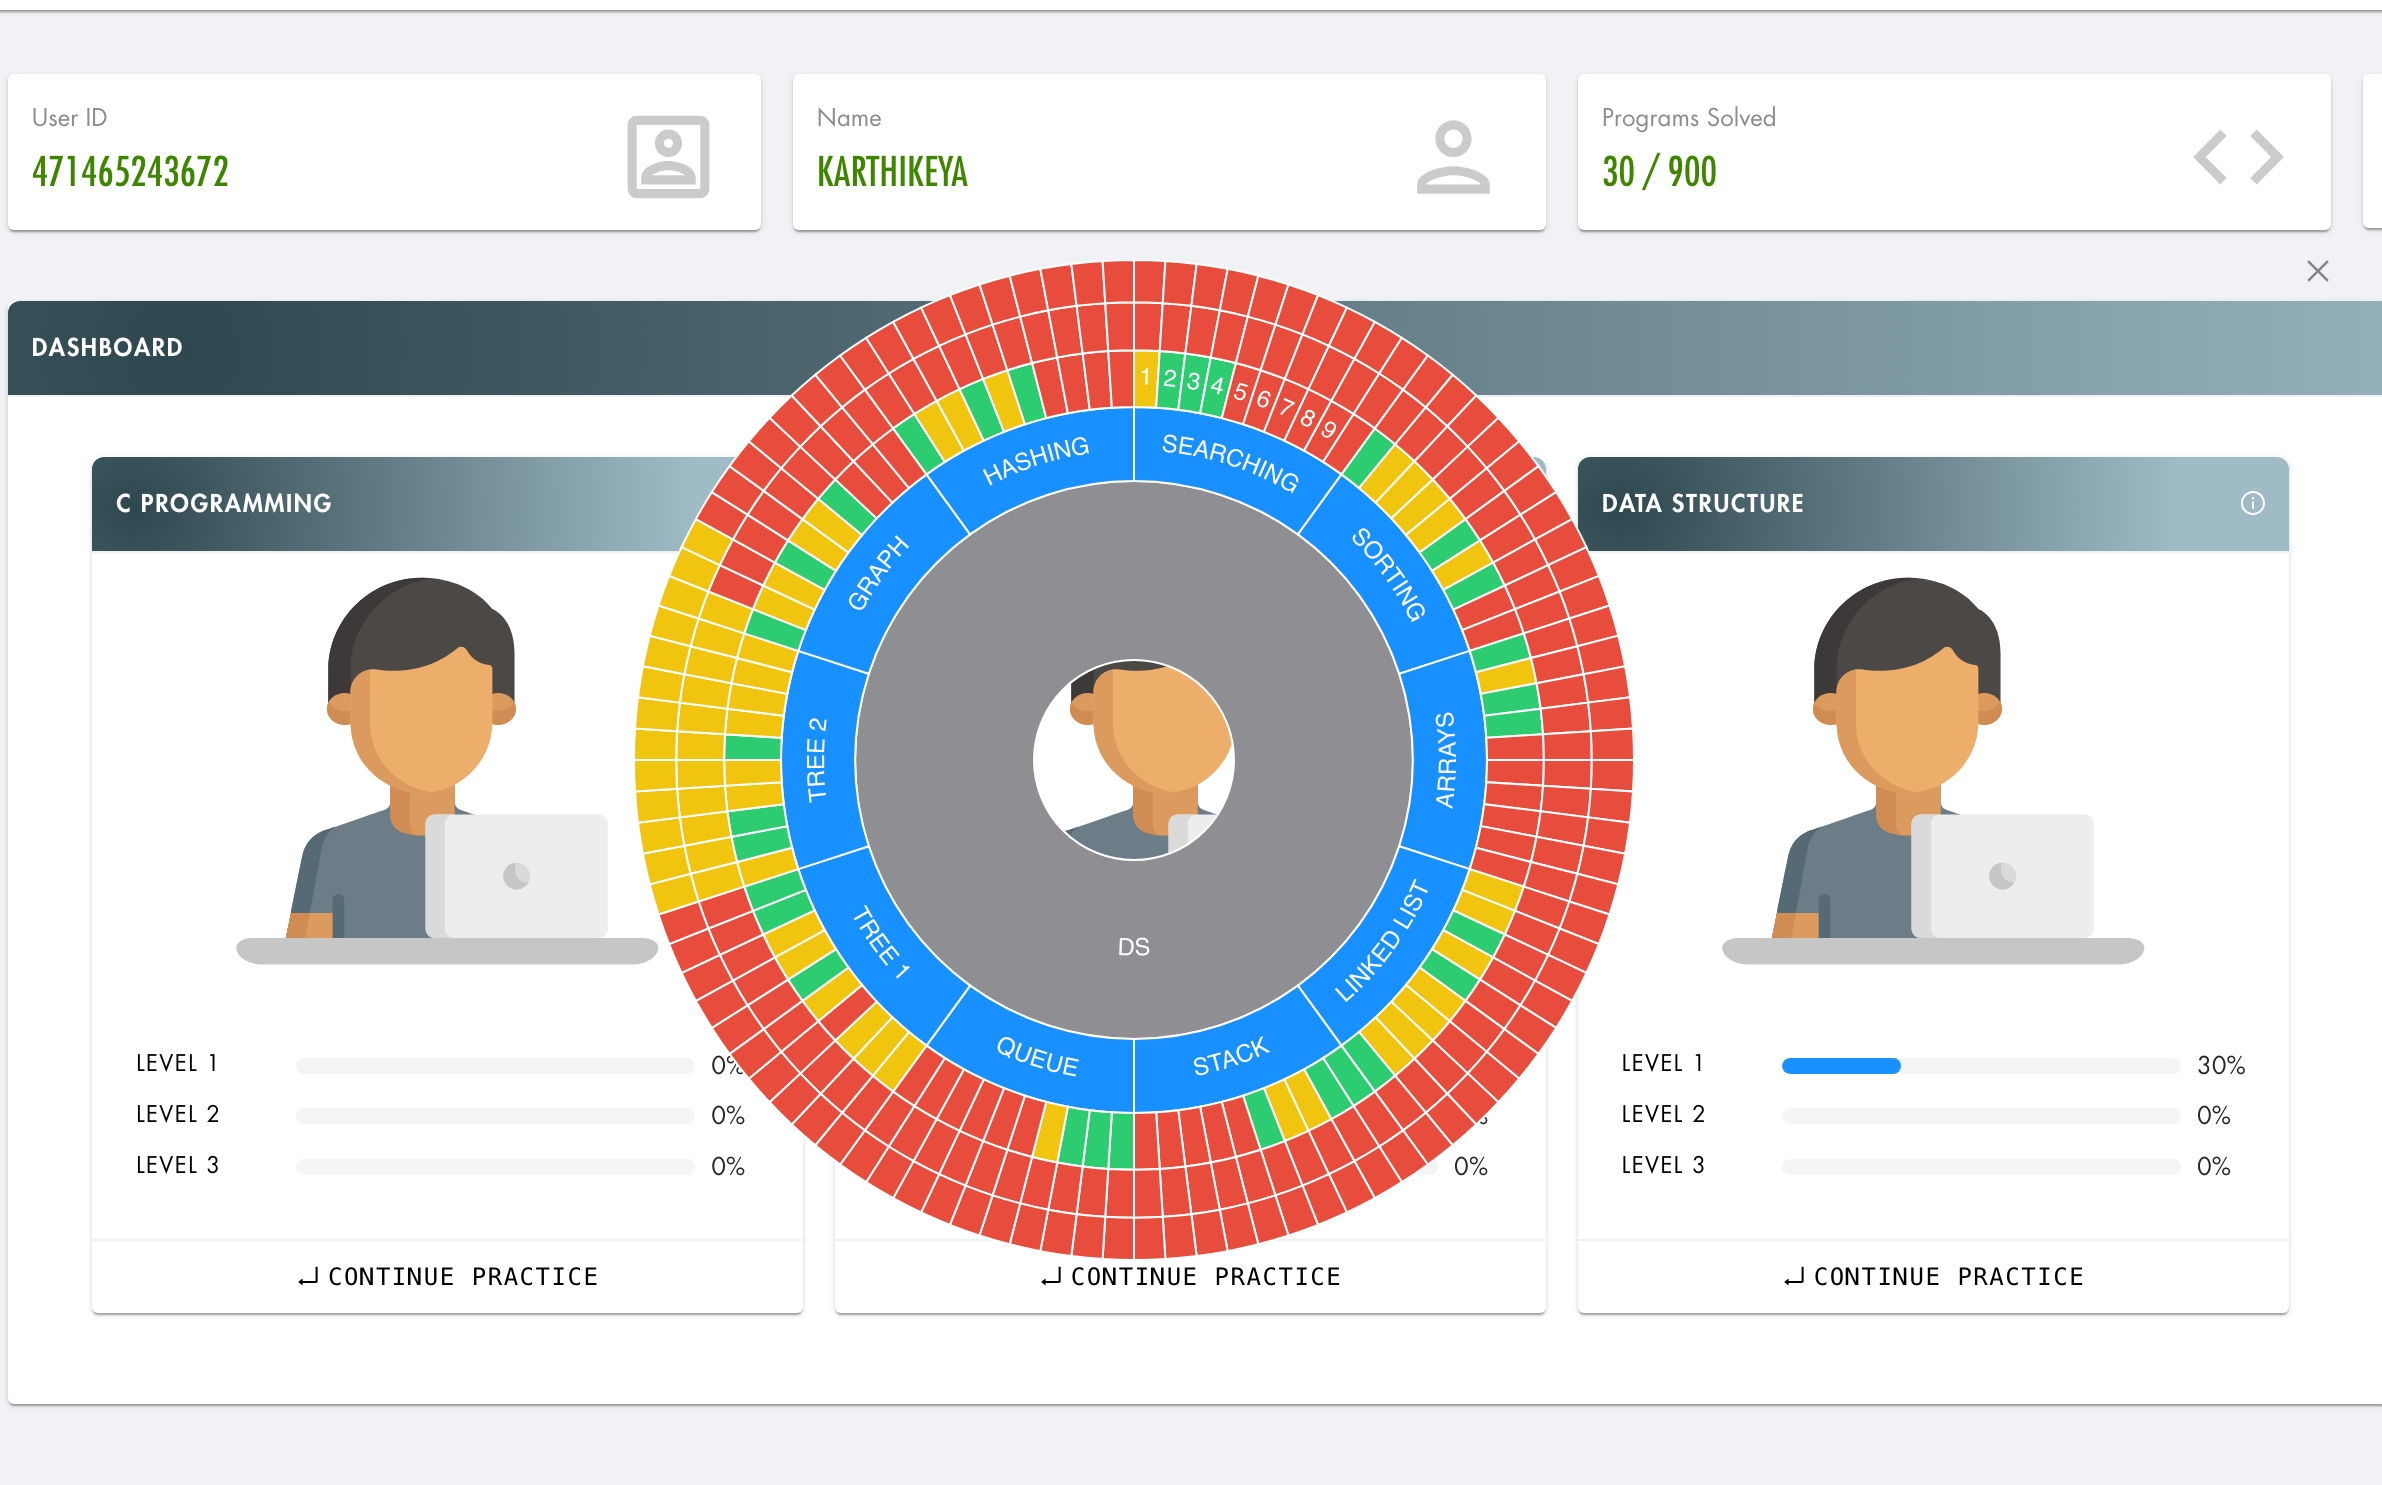 User ID
471465243672
Name
KARTHIKEYA
Programs Solved
30 / 900
DASHBOARD
C PROGRAMMING
DATA STRUCTURE
1 2 3 4 5 6 7 8 9
SEARCHING
SORTING
ARRAYS
LINKED LIST
STACK
QUEUE
TREE 1
TREE 2
GRAPH
HASHING
DS
LEVEL 1 0%
LEVEL 2 0%
LEVEL 3 0%
0%
LEVEL 1 30%
LEVEL 2 0%
LEVEL 3 0%
CONTINUE PRACTICE
CONTINUE PRACTICE
CONTINUE PRACTICE